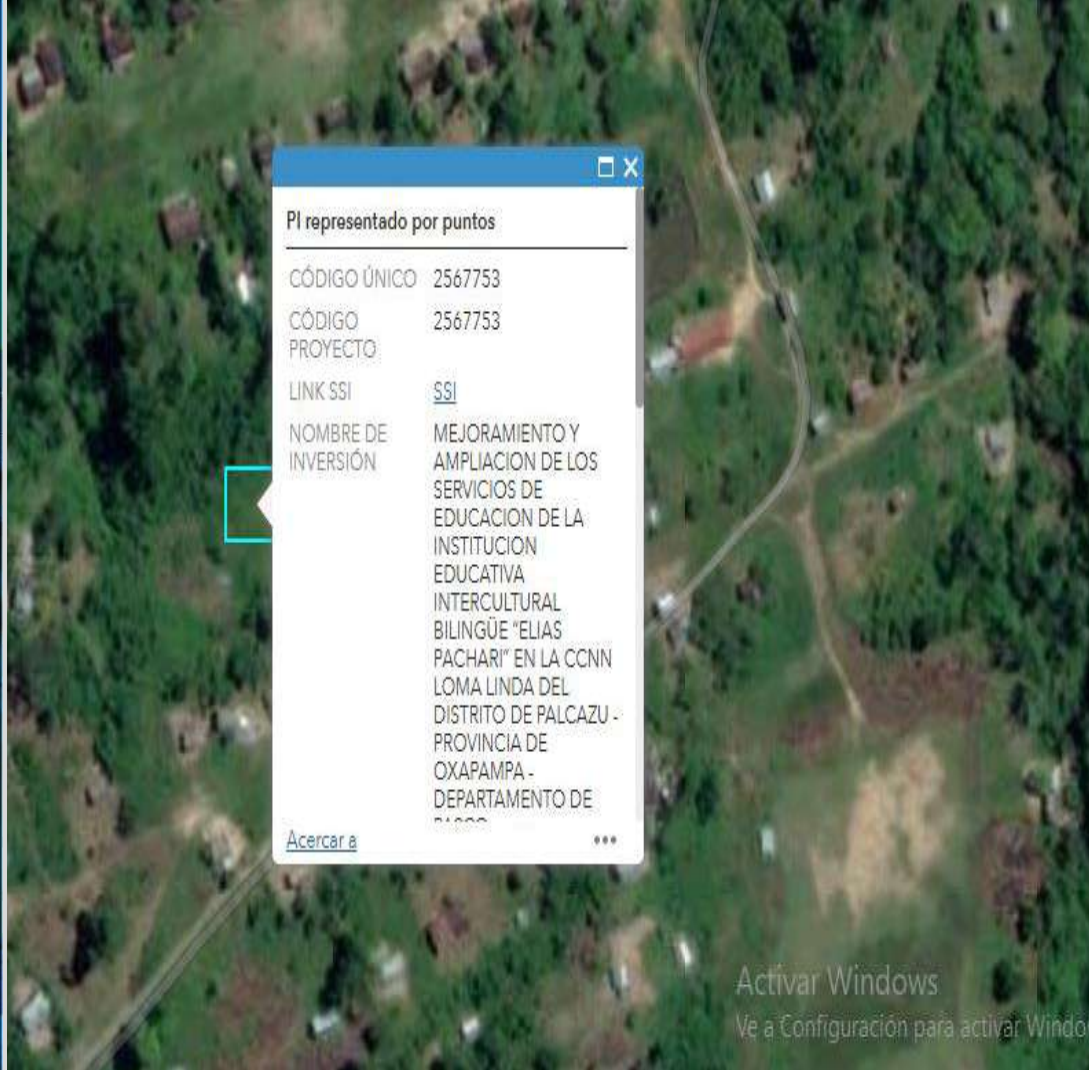 PI representado por puntos
CÓDIGO ÚNICO 2567753
CÓDIGO PROYECTO 2567753
LINK SSI SSI
NOMBRE DE INVERSIÓN MEJORAMIENTO Y
AMPLIACION DE LOS
SERVICIOS DE
EDUCACION DE LA
INSTITUCION
EDUCATIVA
INTERCULTURAL
BILINGÜE "ELIAS
PACHARI" EN LA CCNN
LOMA LINDA DEL
DISTRITO DE PALCAZU -
PROVINCIA DE
OXAPAMPA -
DEPARTAMENTO DE
Acercar a
Activar Windows
Ve a Configuración para activar Windo